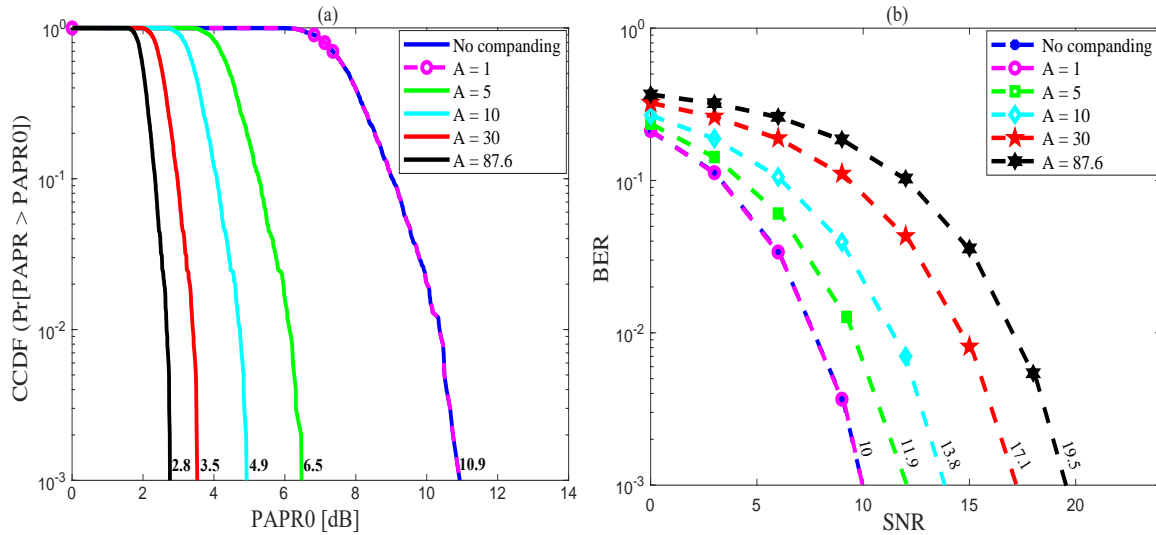 (a)
CCDF (Pr[PAPR > PAPR0])
10^0
10^-1
10^-2
10^-3
No companding
A = 1
A = 5
A = 10
A = 30
A = 87.6
2.8
3.5
4.9
6.5
10.9
0
2
4
6
8
10
12
14
PAPR0 [dB]
(b)
BER
10^0
10^-1
10^-2
10^-3
No companding
A = 1
A = 5
A = 10
A = 30
A = 87.6
10
11.9
13.8
17.1
19.5
0
5
10
15
20
SNR